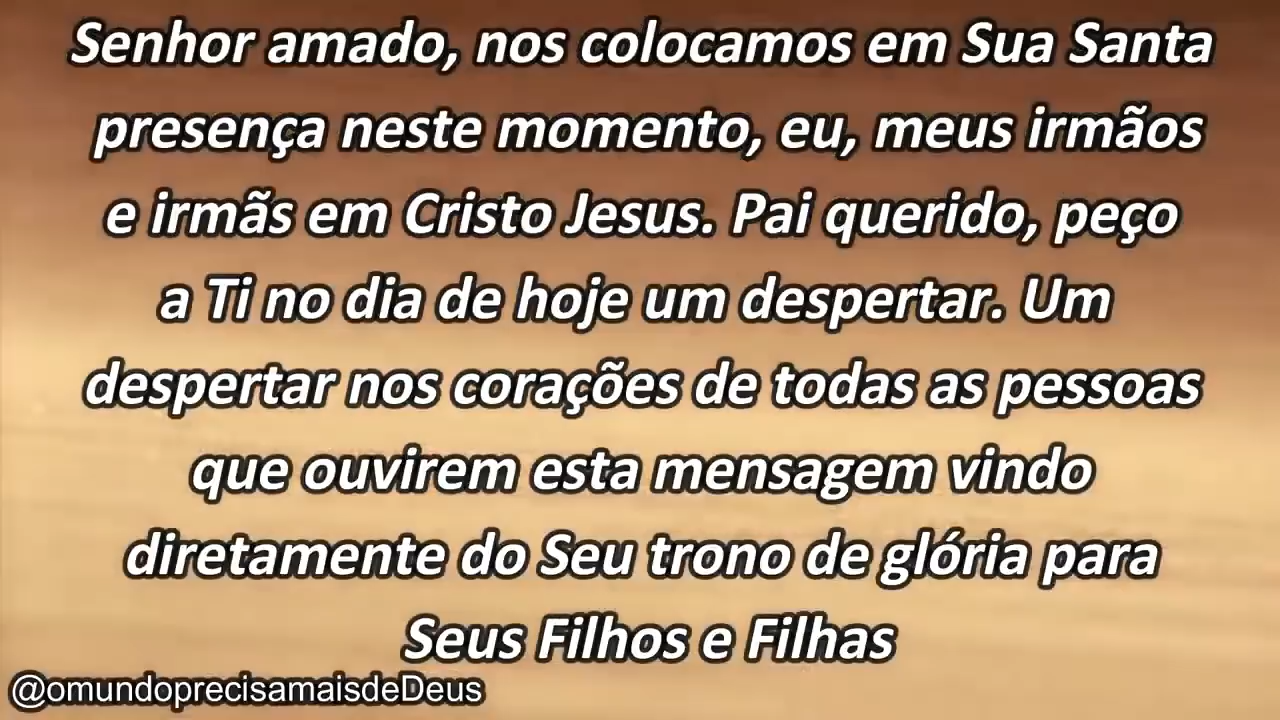 Senhor amado, nos colocamos em Sua Santa
presença neste momento, eu, meus irmãos
e irmãs em Cristo Jesus. Pai querido, peço
a Ti no dia de hoje um despertar. Um
despertar nos corações de todas as pessoas
que ouvirem esta mensagem vindo
diretamente do Seu trono de glória para
Seus Filhos e Filhas
@omundoprecisamaisdeDeus